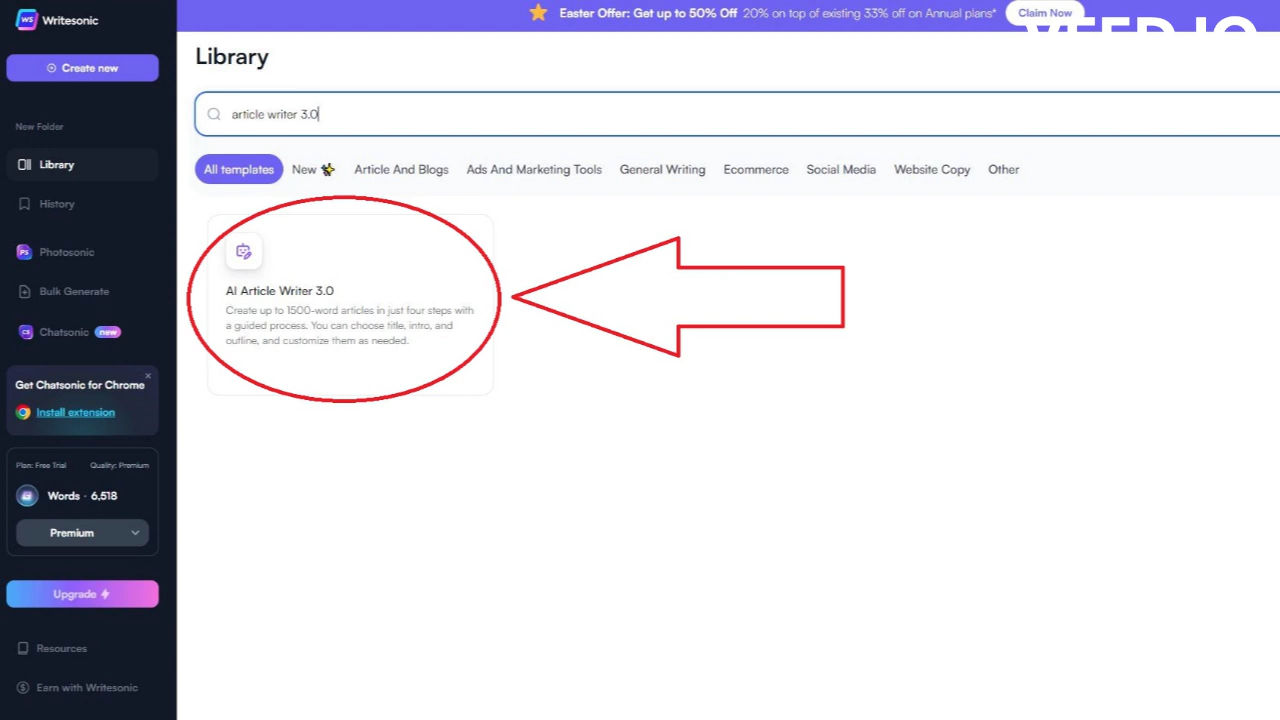 Writesonic
Easter Offer: Get up to 50% Off 20% on top of existing 33% off on Annual plans* Claim Now
VEED.IO
Create new
Library
article writer 3.0
New Folder
Library
All templates New Article And Blogs Ads And Marketing Tools General Writing Ecommerce Social Media Website Copy Other
History
Photosonic
Bulk Generate
Chatsonic new
AI Article Writer 3.0
Create up to 1500-word articles in just four steps with
a guided process. You can choose title, intro, and
outline, and customize them as needed.
Get Chatsonic for Chrome
Install extension
Plan: Free Trial Quality: Premium
Words · 6,518
Premium
Upgrade
Resources
Earn with Writesonic